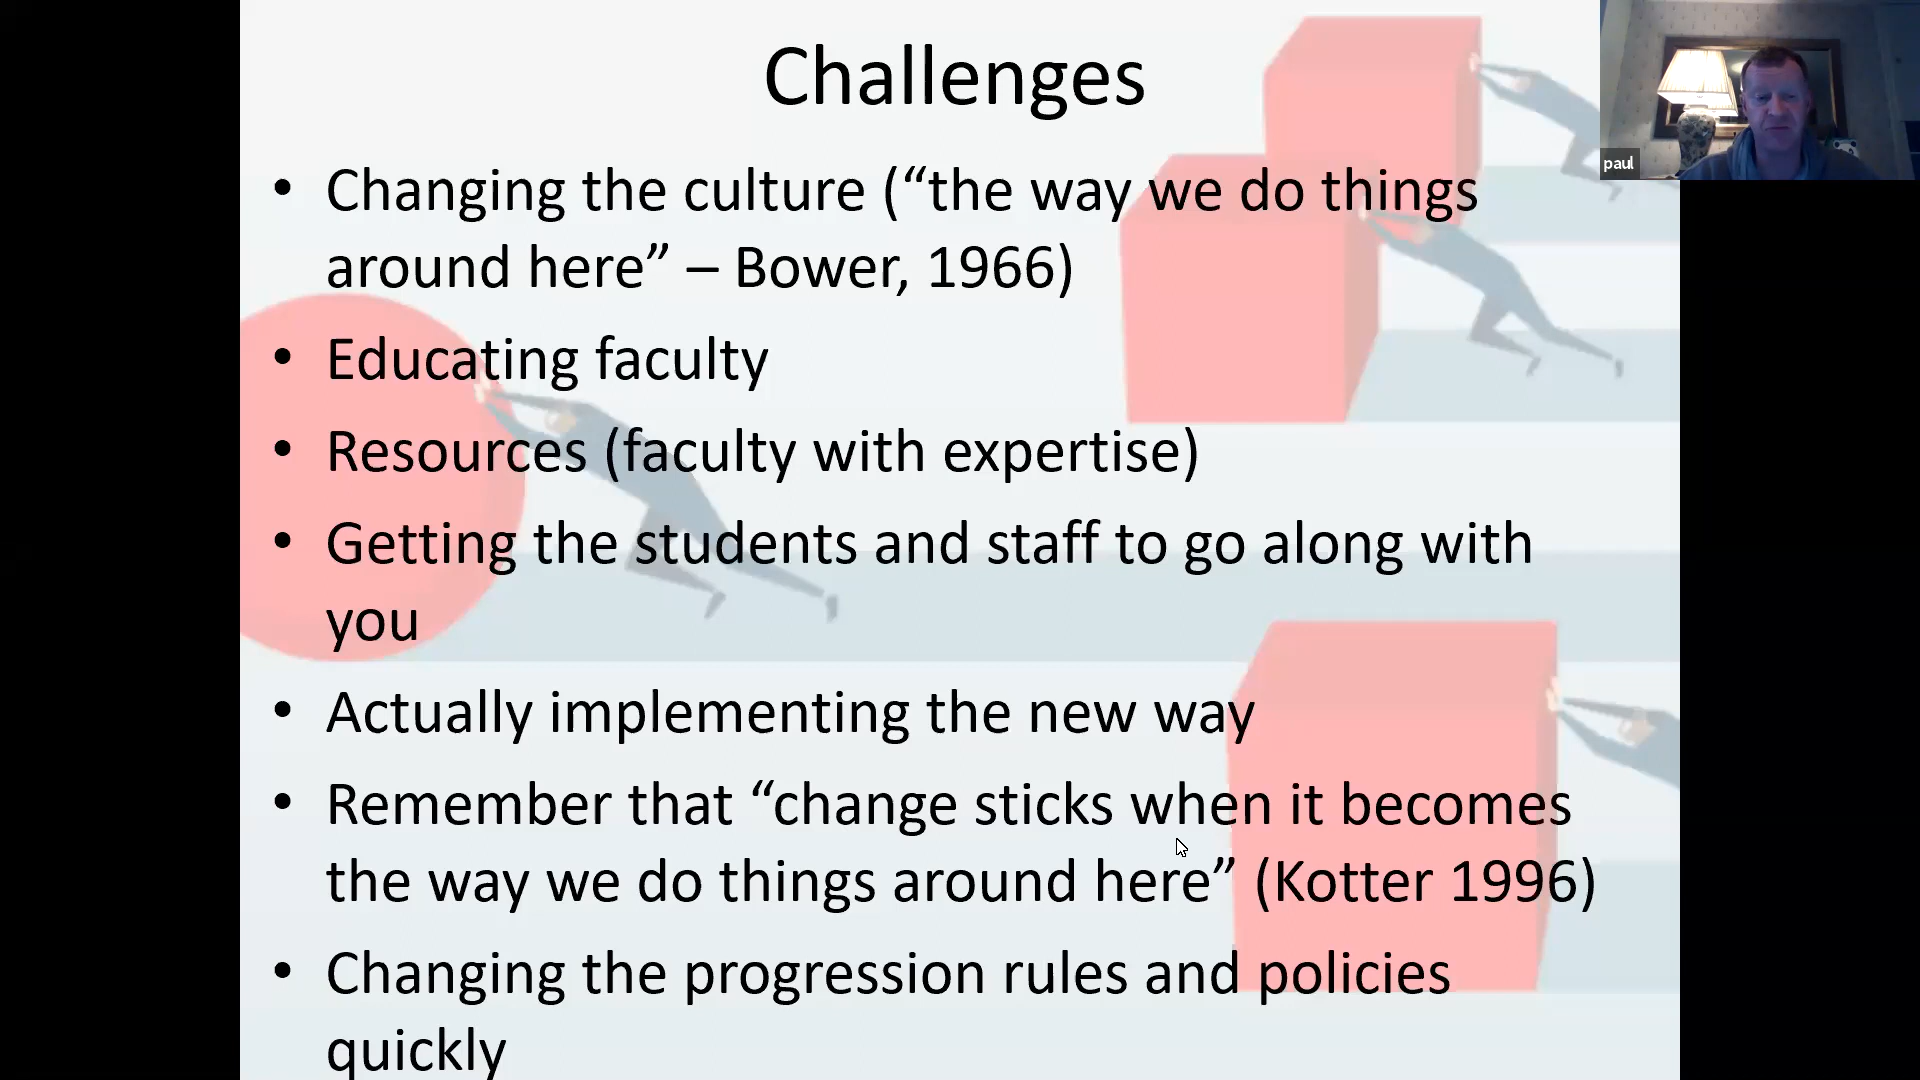 Challenges
paul
• Changing the culture (“the way we do things
around here” – Bower, 1966)
• Educating faculty
• Resources (faculty with expertise)
• Getting the students and staff to go along with
you
• Actually implementing the new way
• Remember that “change sticks when it becomes
the way we do things around here” (Kotter 1996)
• Changing the progression rules and policies
quickly